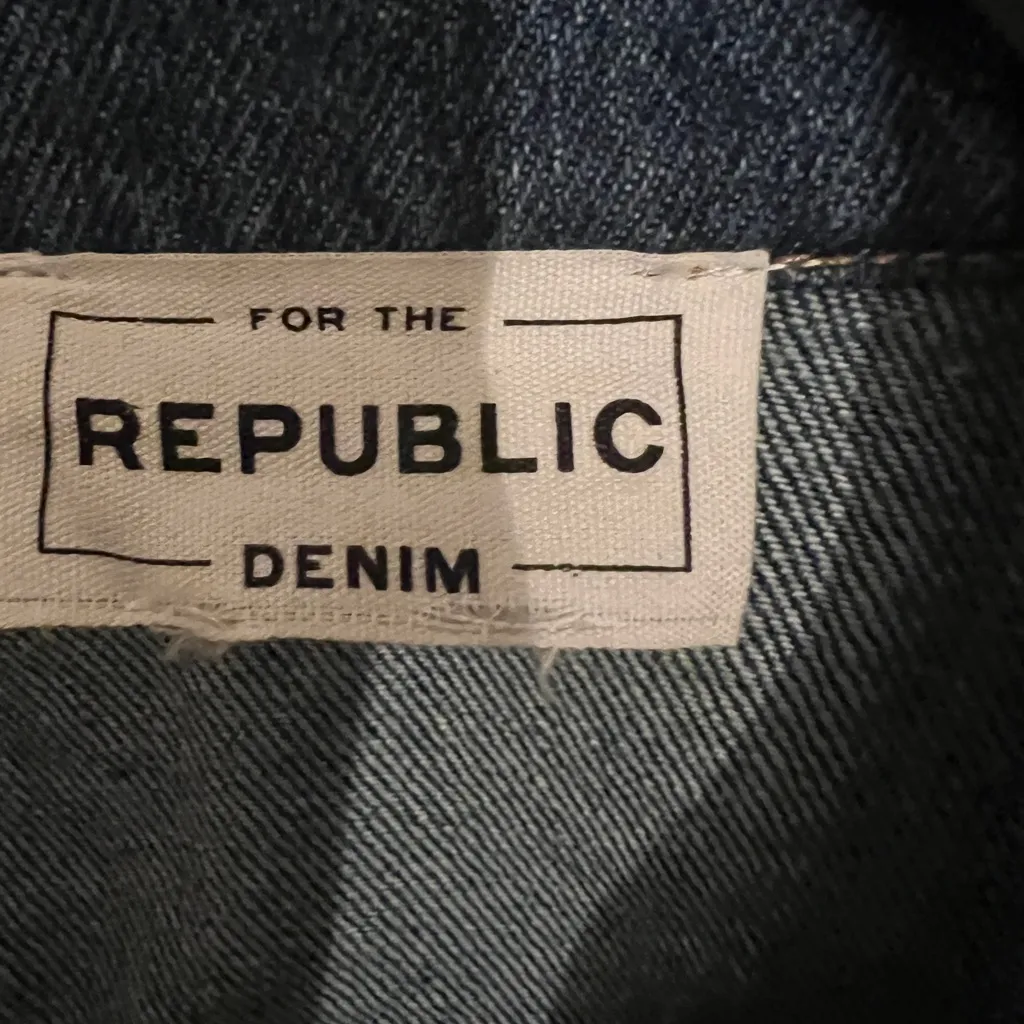 FOR THE
REPUBLIC
DENIM